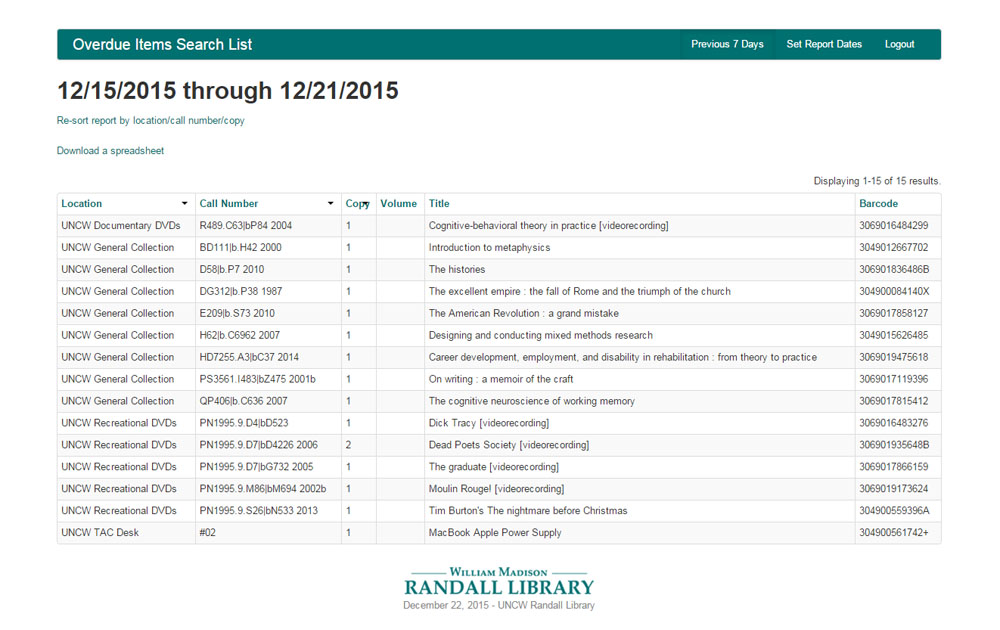 Overdue Items Search List Previous 7 Days Set Report Dates Logout
12/15/2015 through 12/21/2015
Re-sort report by location/call number/copy
Download a spreadsheet
Displaying 1-15 of 15 results.
Location Call Number Copy Volume Title Barcode
UNCW Documentary DVDs R489.C63|bP84 2004 1 Cognitive-behavioral theory in practice [videorecording] 3069016484299
UNCW General Collection BD111|b.H42 2000 1 Introduction to metaphysics 3049012667702
UNCW General Collection D58|b.P7 2010 1 The histories 306901836486B
UNCW General Collection DG312|b.P38 1987 1 The excellent empire : the fall of Rome and the triumph of the church 304900084140X
UNCW General Collection E209|b.S73 2010 1 The American Revolution : a grand mistake 3069017858127
UNCW General Collection H62|b.C6962 2007 1 Designing and conducting mixed methods research 3049015626485
UNCW General Collection HD7255.A3|bC37 2014 1 Career development, employment, and disability in rehabilitation : from theory to practice 3069019475618
UNCW General Collection PS3561.I483|bZ475 2001b 1 On writing : a memoir of the craft 3069017119396
UNCW General Collection QP406|b.C636 2007 1 The cognitive neuroscience of working memory 3069017815412
UNCW Recreational DVDs PN1995.9.D4|bD523 1 Dick Tracy [videorecording] 3069016483276
UNCW Recreational DVDs PN1995.9.D7|bD4226 2006 2 Dead Poets Society [videorecording] 306901935648B
UNCW Recreational DVDs PN1995.9.D7|bG732 2005 1 The graduate [videorecording] 3069017866159
UNCW Recreational DVDs PN1995.9.M86|bM694 2002b 1 Moulin Rouge! [videorecording] 3069019173624
UNCW Recreational DVDs PN1995.9.S26|bN533 2013 1 Tim Burton's The nightmare before Christmas 304900559396A
UNCW TAC Desk #02 1 MacBook Apple Power Supply 304900561742+
WILLIAM MADISON
RANDALL LIBRARY
December 22, 2015 - UNCW Randall Library